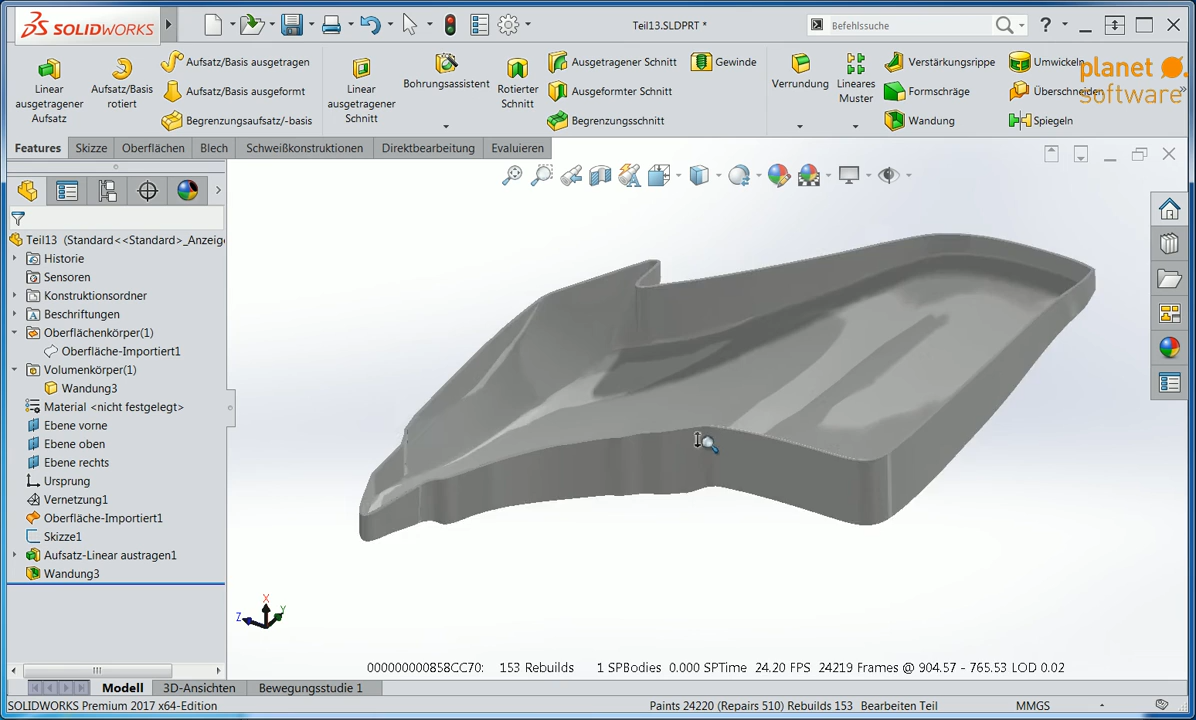 SOLIDWORKS
Teil13.SLDPRT *
Befehlssuche
Linear
ausgetragener
Aufsatz
Aufsatz/Basis
rotiert
Aufsatz/Basis ausgetragen
Aufsatz/Basis ausgeformt
Begrenzungsaufsatz/-basis
Linear
ausgetragener
Schnitt
Bohrungsassistent
Rotierter
Schnitt
Ausgetragener Schnitt
Ausgeformter Schnitt
Begrenzungsschnitt
Gewinde
Verrundung
Lineares
Muster
Verstärkungsrippe
Formschräge
Wandung
Umwickeln
Überschneiden
Spiegeln
planet
software
Features Skizze Oberflächen Blech Schweißkonstruktionen Direktbearbeitung Evaluieren
Teil13 (Standard<<Standard>_Anzeig
Historie
Sensoren
Konstruktionsordner
Beschriftungen
Oberflächenkörper(1)
Oberfläche-Importiert1
Volumenkörper(1)
Wandung3
Material <nicht festgelegt>
Ebene vorne
Ebene oben
Ebene rechts
Ursprung
Vernetzung1
Oberfläche-Importiert1
Skizze1
Aufsatz-Linear austragen1
Wandung3
X
Y
Z
000000000858CC70: 153 Rebuilds 1 SPBodies 0.000 SPTime 24.20 FPS 24219 Frames @ 904.57 - 765.53 LOD 0.02
Modell 3D-Ansichten Bewegungsstudie 1
SOLIDWORKS Premium 2017 x64-Edition
Paints 24220 (Repairs 510) Rebuilds 153 Bearbeiten Teil MMGS